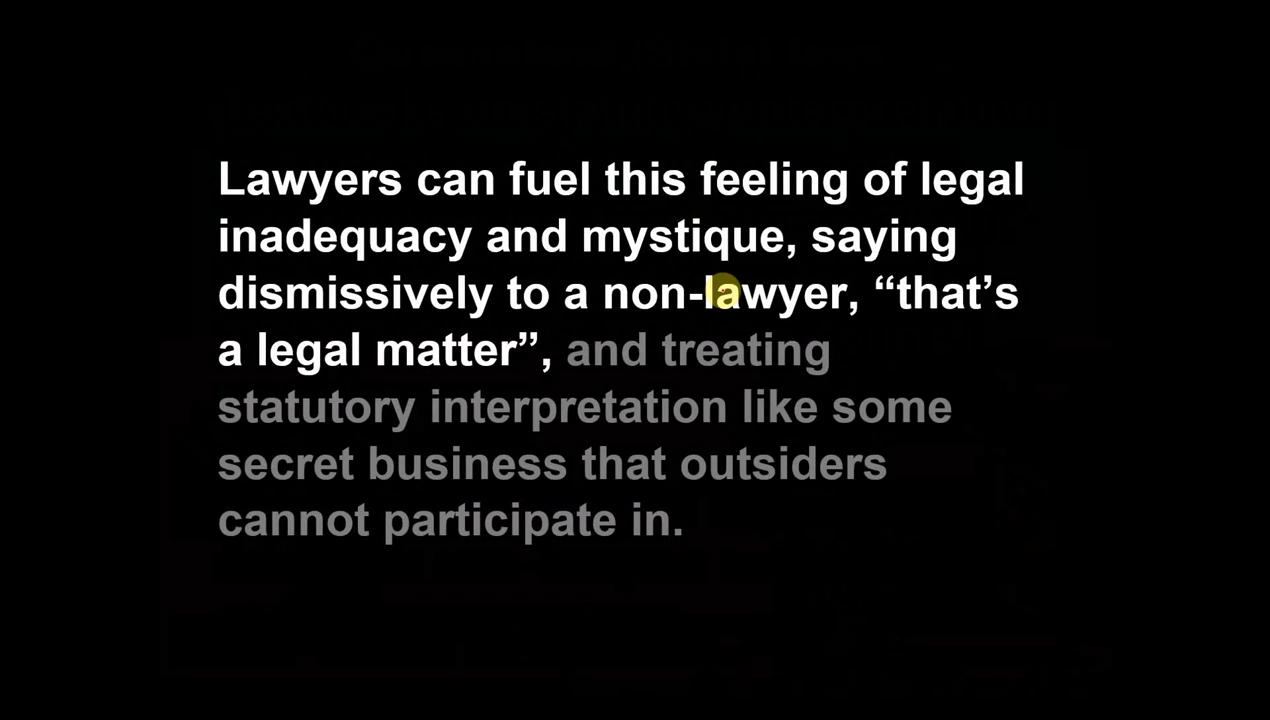 Lawyers can fuel this feeling of legal
inadequacy and mystique, saying
dismissively to a non-lawyer, “that’s
a legal matter”, and treating
statutory interpretation like some
secret business that outsiders
cannot participate in.